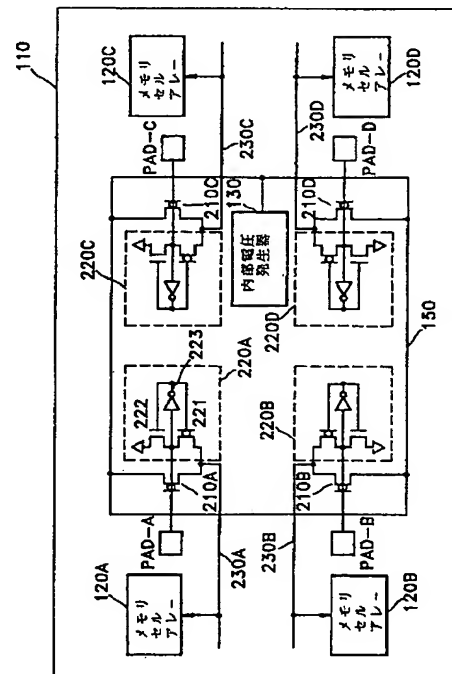 110
120A
メモリ
セル
アレー
PAD-A
230A
210A
222
221
223
220A
220C
210C
PAD-C
230C
120C
メモリ
セル
アレー
130
内部電圧
発生器
120B
メモリ
セル
アレー
230B
PAD-B
210B
220B
220D
210D
PAD-D
230D
120D
メモリ
セル
アレー
150